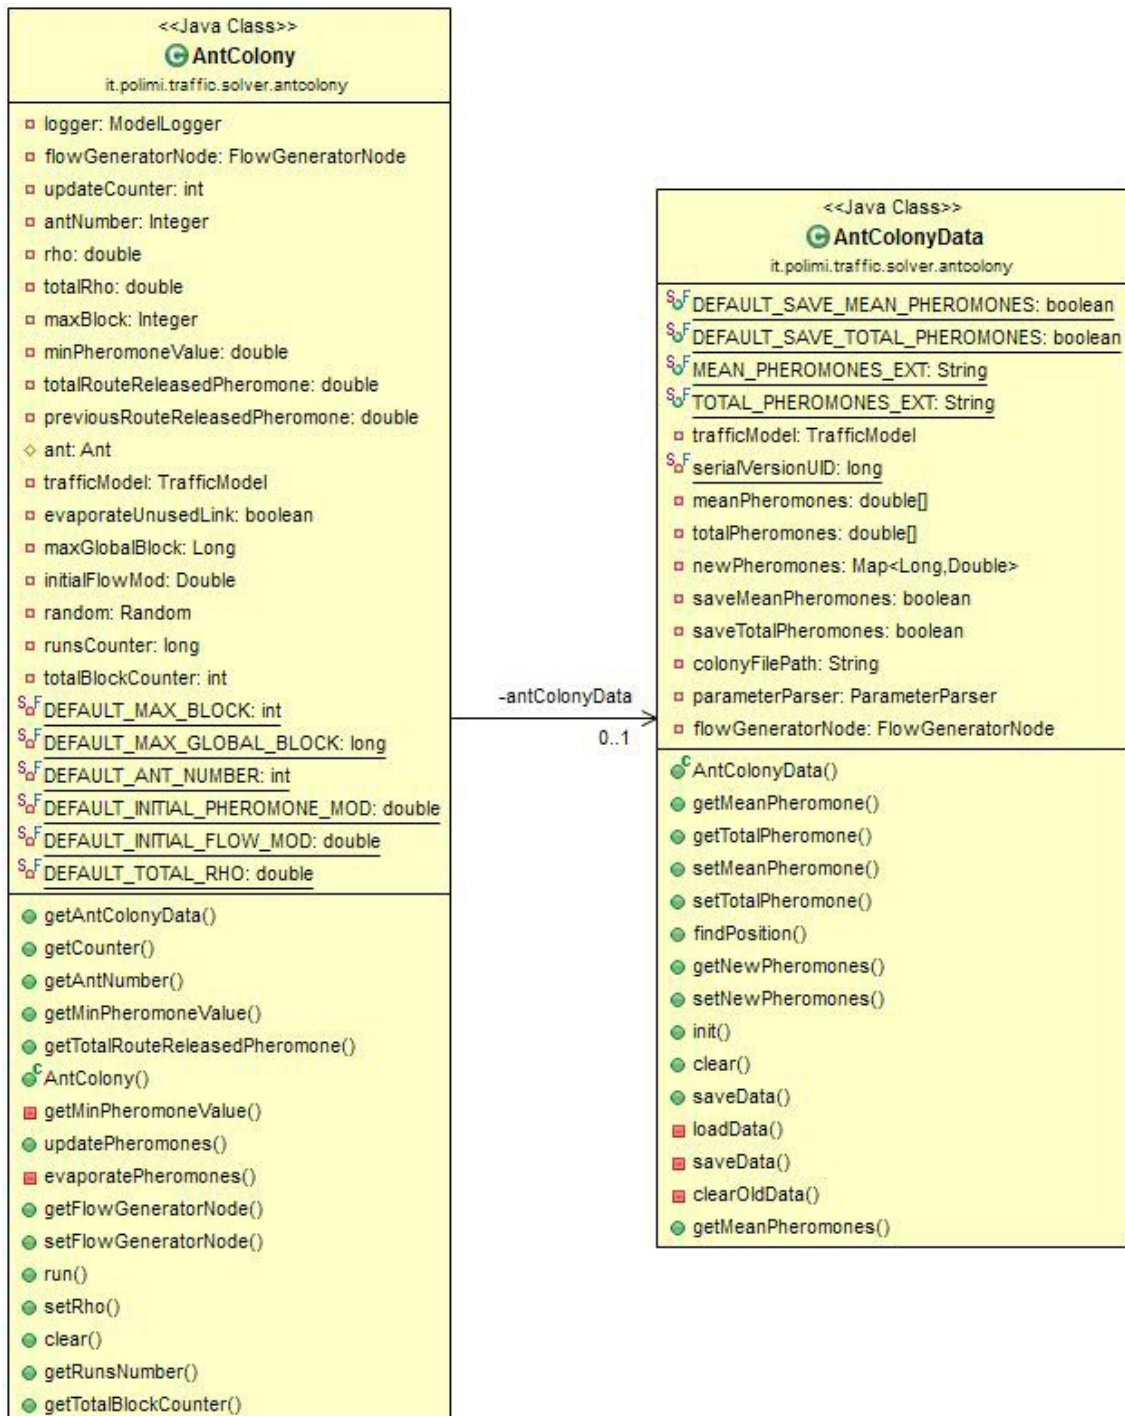 <<Java Class>>
AntColony
it.polimi.traffic.solver.antcolony
logger: ModelLogger
flowGeneratorNode: FlowGeneratorNode
updateCounter: int
antNumber: Integer
rho: double
totalRho: double
maxBlock: Integer
minPheromoneValue: double
totalRouteReleasedPheromone: double
previousRouteReleasedPheromone: double
ant: Ant
trafficModel: TrafficModel
evaporateUnusedLink: boolean
maxGlobalBlock: Long
initialFlowMod: Double
random: Random
runsCounter: long
totalBlockCounter: int
DEFAULT_MAX_BLOCK: int
DEFAULT_MAX_GLOBAL_BLOCK: long
DEFAULT_ANT_NUMBER: int
DEFAULT_INITIAL_PHEROMONE_MOD: double
DEFAULT_INITIAL_FLOW_MOD: double
DEFAULT_TOTAL_RHO: double
getAntColonyData()
getCounter()
getAntNumber()
getMinPheromoneValue()
getTotalRouteReleasedPheromone()
AntColony()
getMinPheromoneValue()
updatePheromones()
evaporatePheromones()
getFlowGeneratorNode()
setFlowGeneratorNode()
run()
setRho()
clear()
getRunsNumber()
getTotalBlockCounter()
-antColonyData
0..1
<<Java Class>>
AntColonyData
it.polimi.traffic.solver.antcolony
DEFAULT_SAVE_MEAN_PHEROMONES: boolean
DEFAULT_SAVE_TOTAL_PHEROMONES: boolean
MEAN_PHEROMONES_EXT: String
TOTAL_PHEROMONES_EXT: String
trafficModel: TrafficModel
serialVersionUID: long
meanPheromones: double[]
totalPheromones: double[]
newPheromones: Map<Long,Double>
saveMeanPheromones: boolean
saveTotalPheromones: boolean
colonyFilePath: String
parameterParser: ParameterParser
flowGeneratorNode: FlowGeneratorNode
AntColonyData()
getMeanPheromone()
getTotalPheromone()
setMeanPheromone()
setTotalPheromone()
findPosition()
getNewPheromones()
setNewPheromones()
init()
clear()
saveData()
loadData()
saveData()
clearOldData()
getMeanPheromones()